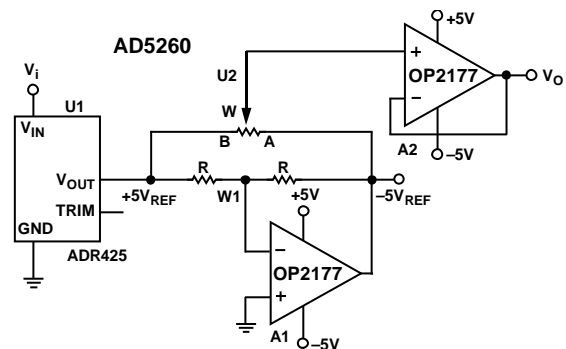 AD5260
+5V
U2
+
OP2177
VO
–
A2
–5V
Vi
U1
VIN
W
B A
VOUT
+5VREF
R
W1
R
–5VREF
TRIM
GND
ADR425
+5V
–
OP2177
+
A1
–5V